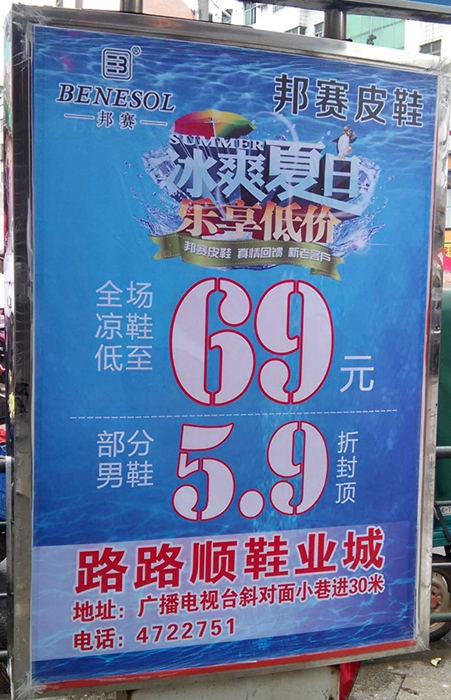 BENESOL
邦赛
邦赛皮鞋
SUMMER
冰爽夏日
乐享低价
邦赛皮鞋 真情回馈 新老客户
全场
凉鞋
低至
69元
部分
男鞋
5.9
折
封
顶
路路顺鞋业城
地址：广播电视台斜对面小巷进30米
电话：4722751